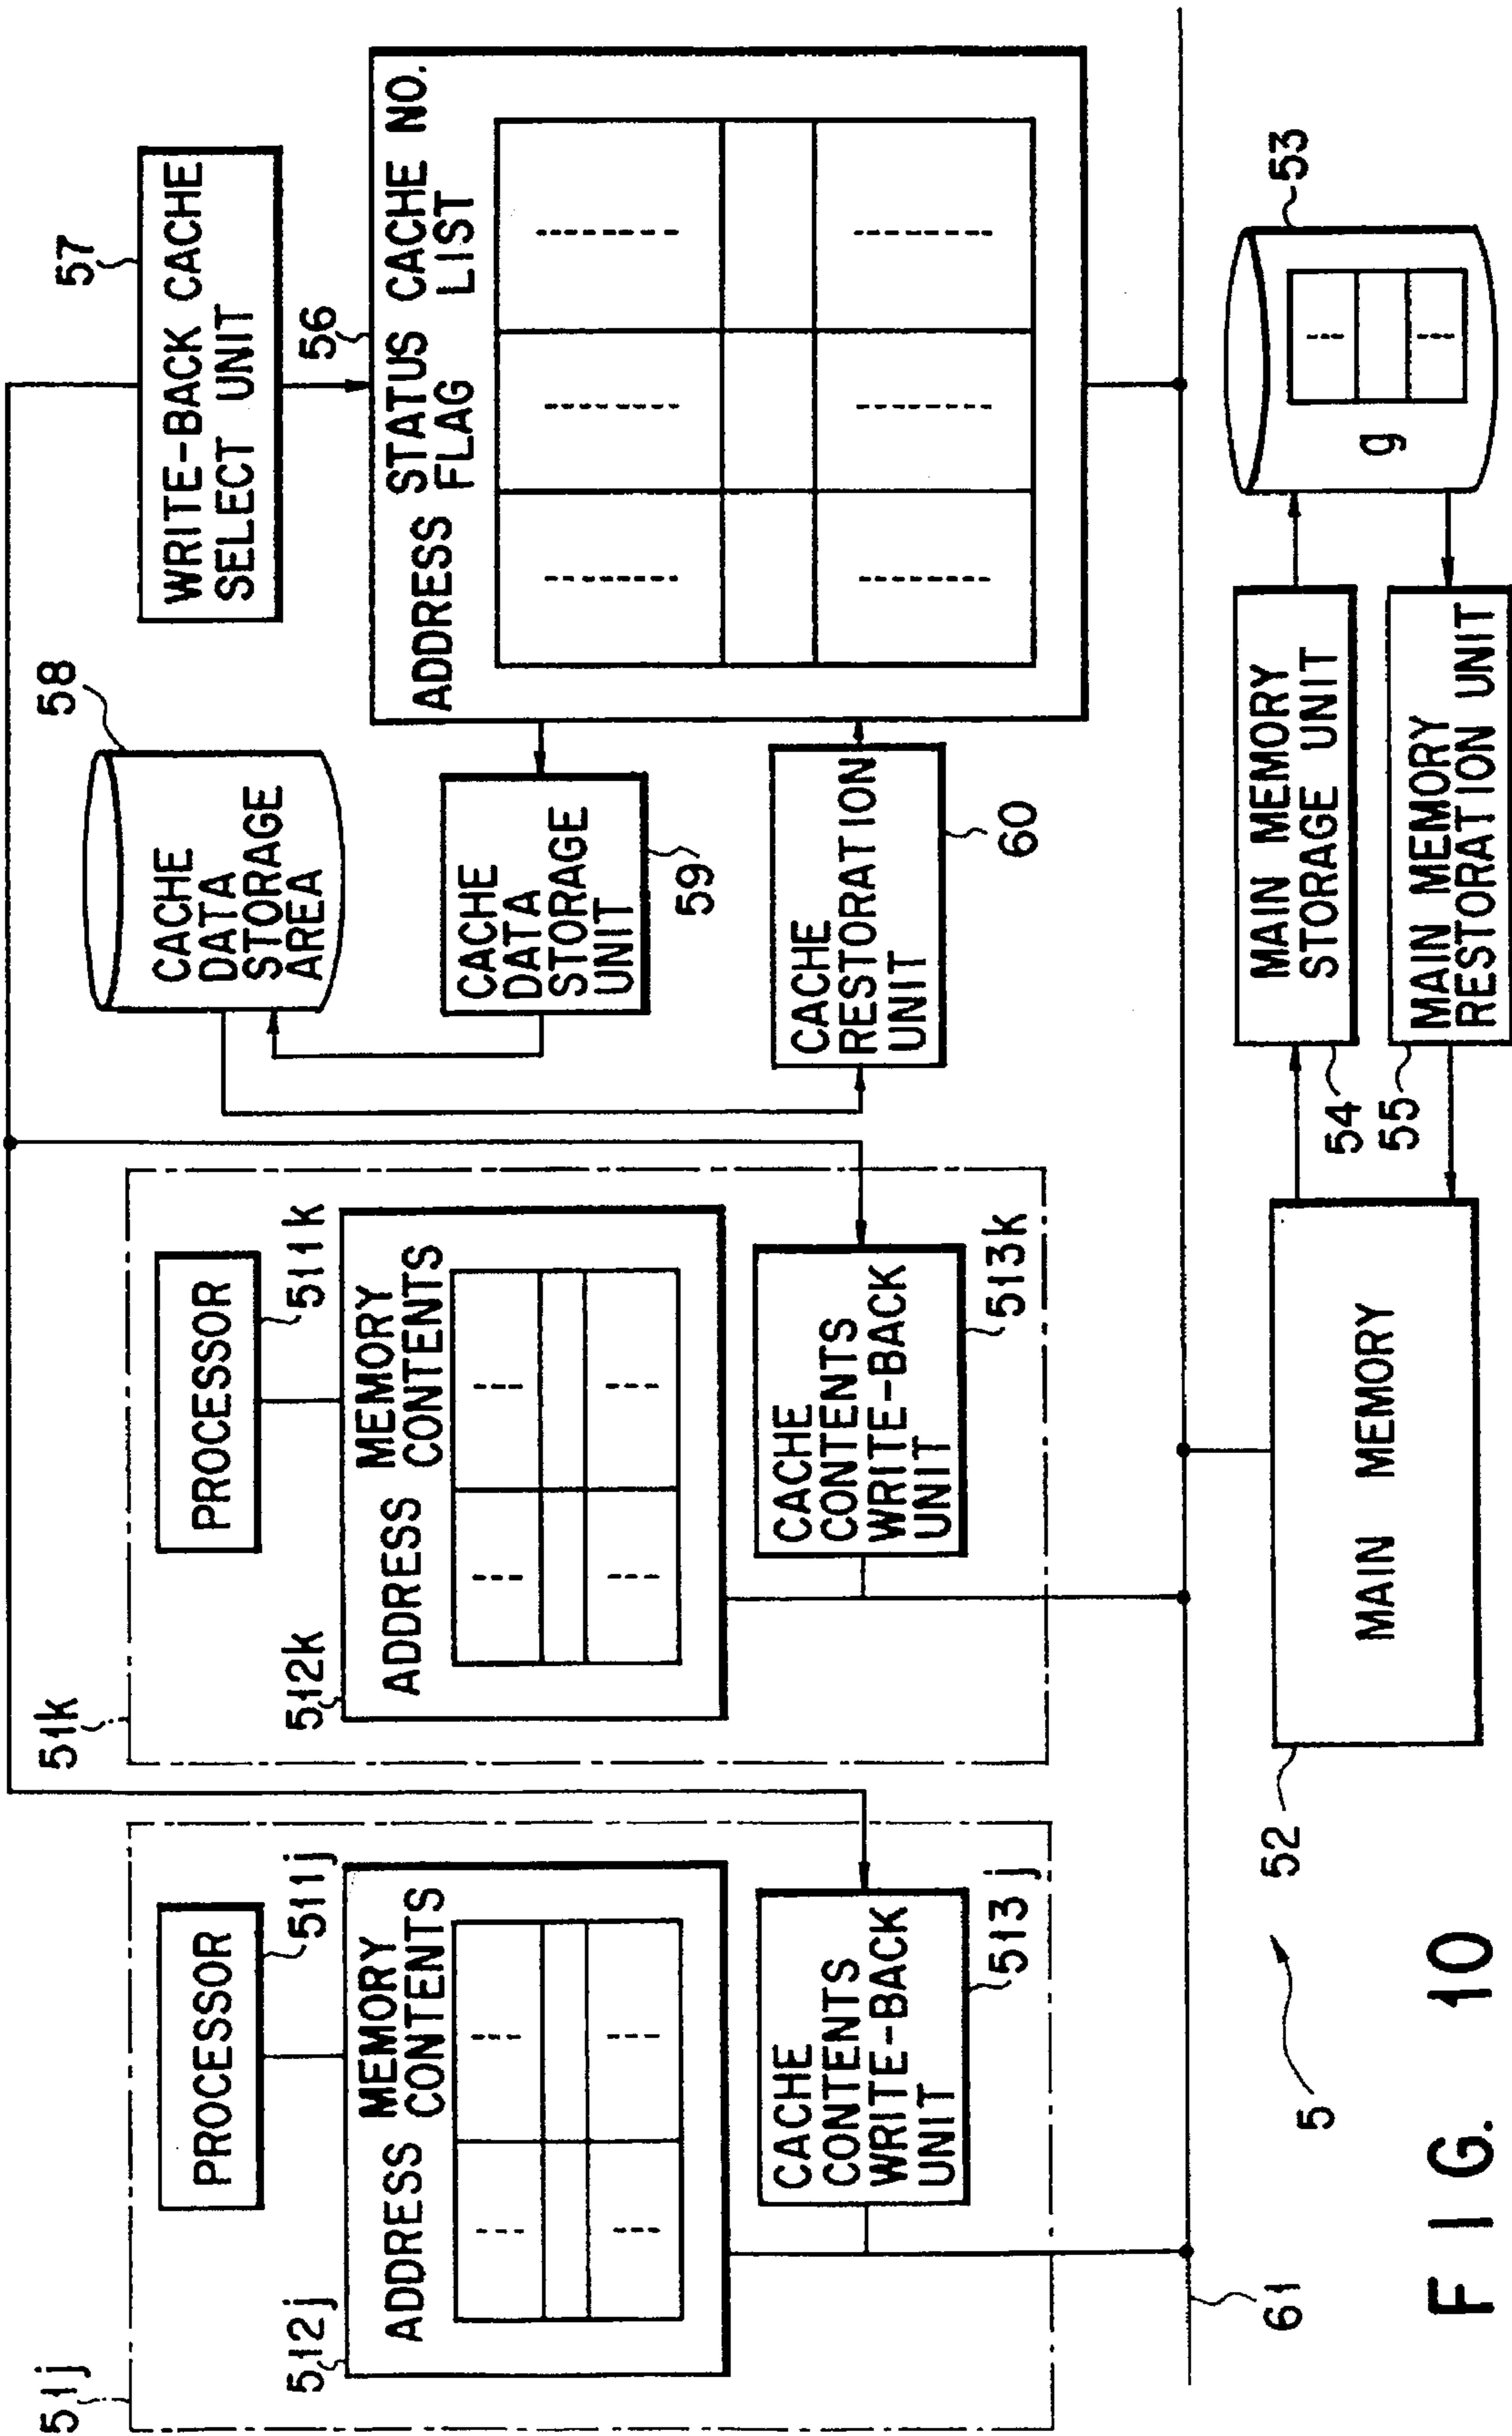 51j
PROCESSOR
511j
512j
ADDRESS
MEMORY
CONTENTS
CACHE
CONTENTS
WRITE-BACK
UNIT
513j
51k
PROCESSOR
511k
512k
ADDRESS
MEMORY
CONTENTS
CACHE
CONTENTS
WRITE-BACK
UNIT
513k
58
CACHE
DATA
STORAGE
AREA
CACHE
DATA
STORAGE
UNIT
59
CACHE
RESTORATION
UNIT
60
57
WRITE-BACK CACHE
SELECT UNIT
56
ADDRESS
STATUS
FLAG
CACHE NO.
LIST
61
52
MAIN MEMORY
54
MAIN MEMORY
STORAGE UNIT
55
MAIN MEMORY
RESTORATION UNIT
53
g
5
FIG. 10